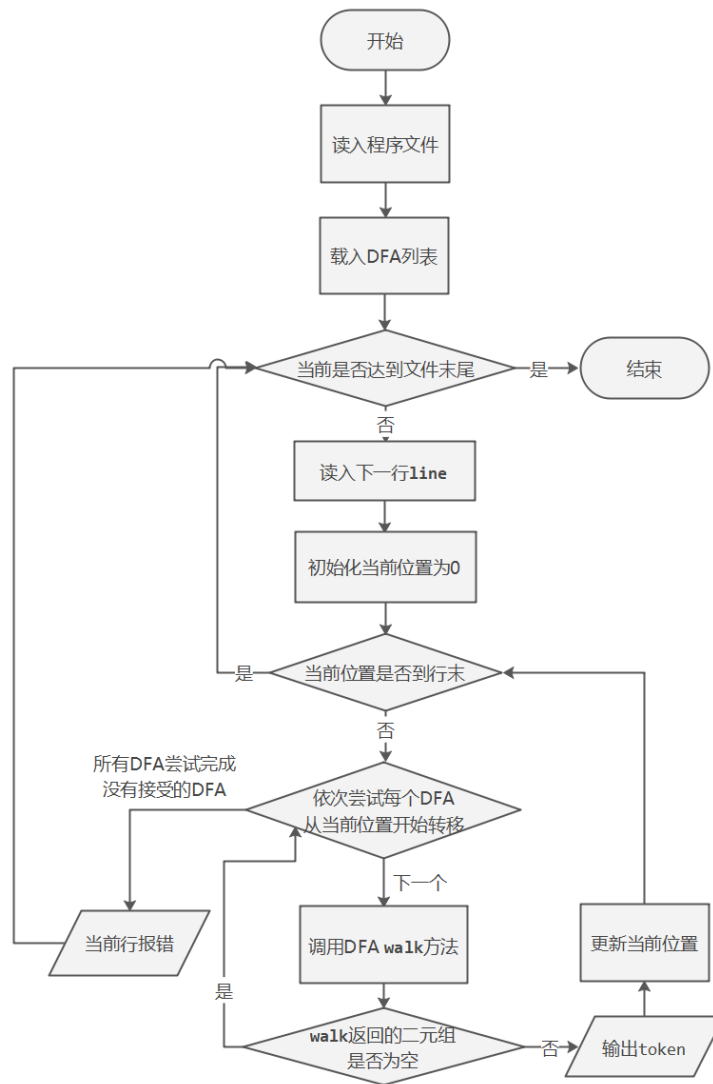 开始
读入程序文件
载入DFA列表
当前是否达到文件末尾
是
结束
否
读入下一行line
初始化当前位置为0
当前位置是否到行末
是
否
所有DFA尝试完成
没有接受的DFA
依次尝试每个DFA
从当前位置开始转移
下一个
当前行报错
调用DFA walk方法
更新当前位置
是
walk返回的二元组
是否为空
否
输出token